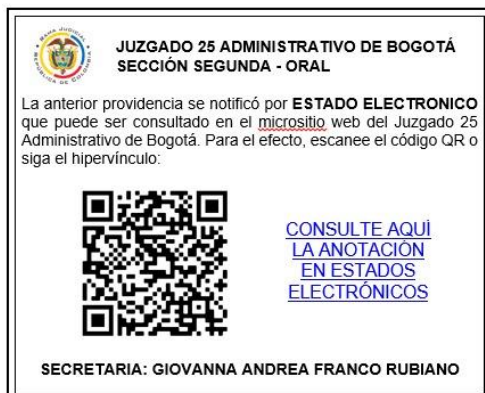 JUZGADO 25 ADMINISTRATIVO DE BOGOTÁ
SECCIÓN SEGUNDA - ORAL
La anterior providencia se notificó por ESTADO ELECTRONICO
que puede ser consultado en el micrositio web del Juzgado 25
Administrativo de Bogotá. Para el efecto, escanee el código QR o
siga el hipervínculo:
CONSULTE AQUÍ
LA ANOTACIÓN
EN ESTADOS
ELECTRÓNICOS
SECRETARIA: GIOVANNA ANDREA FRANCO RUBIANO